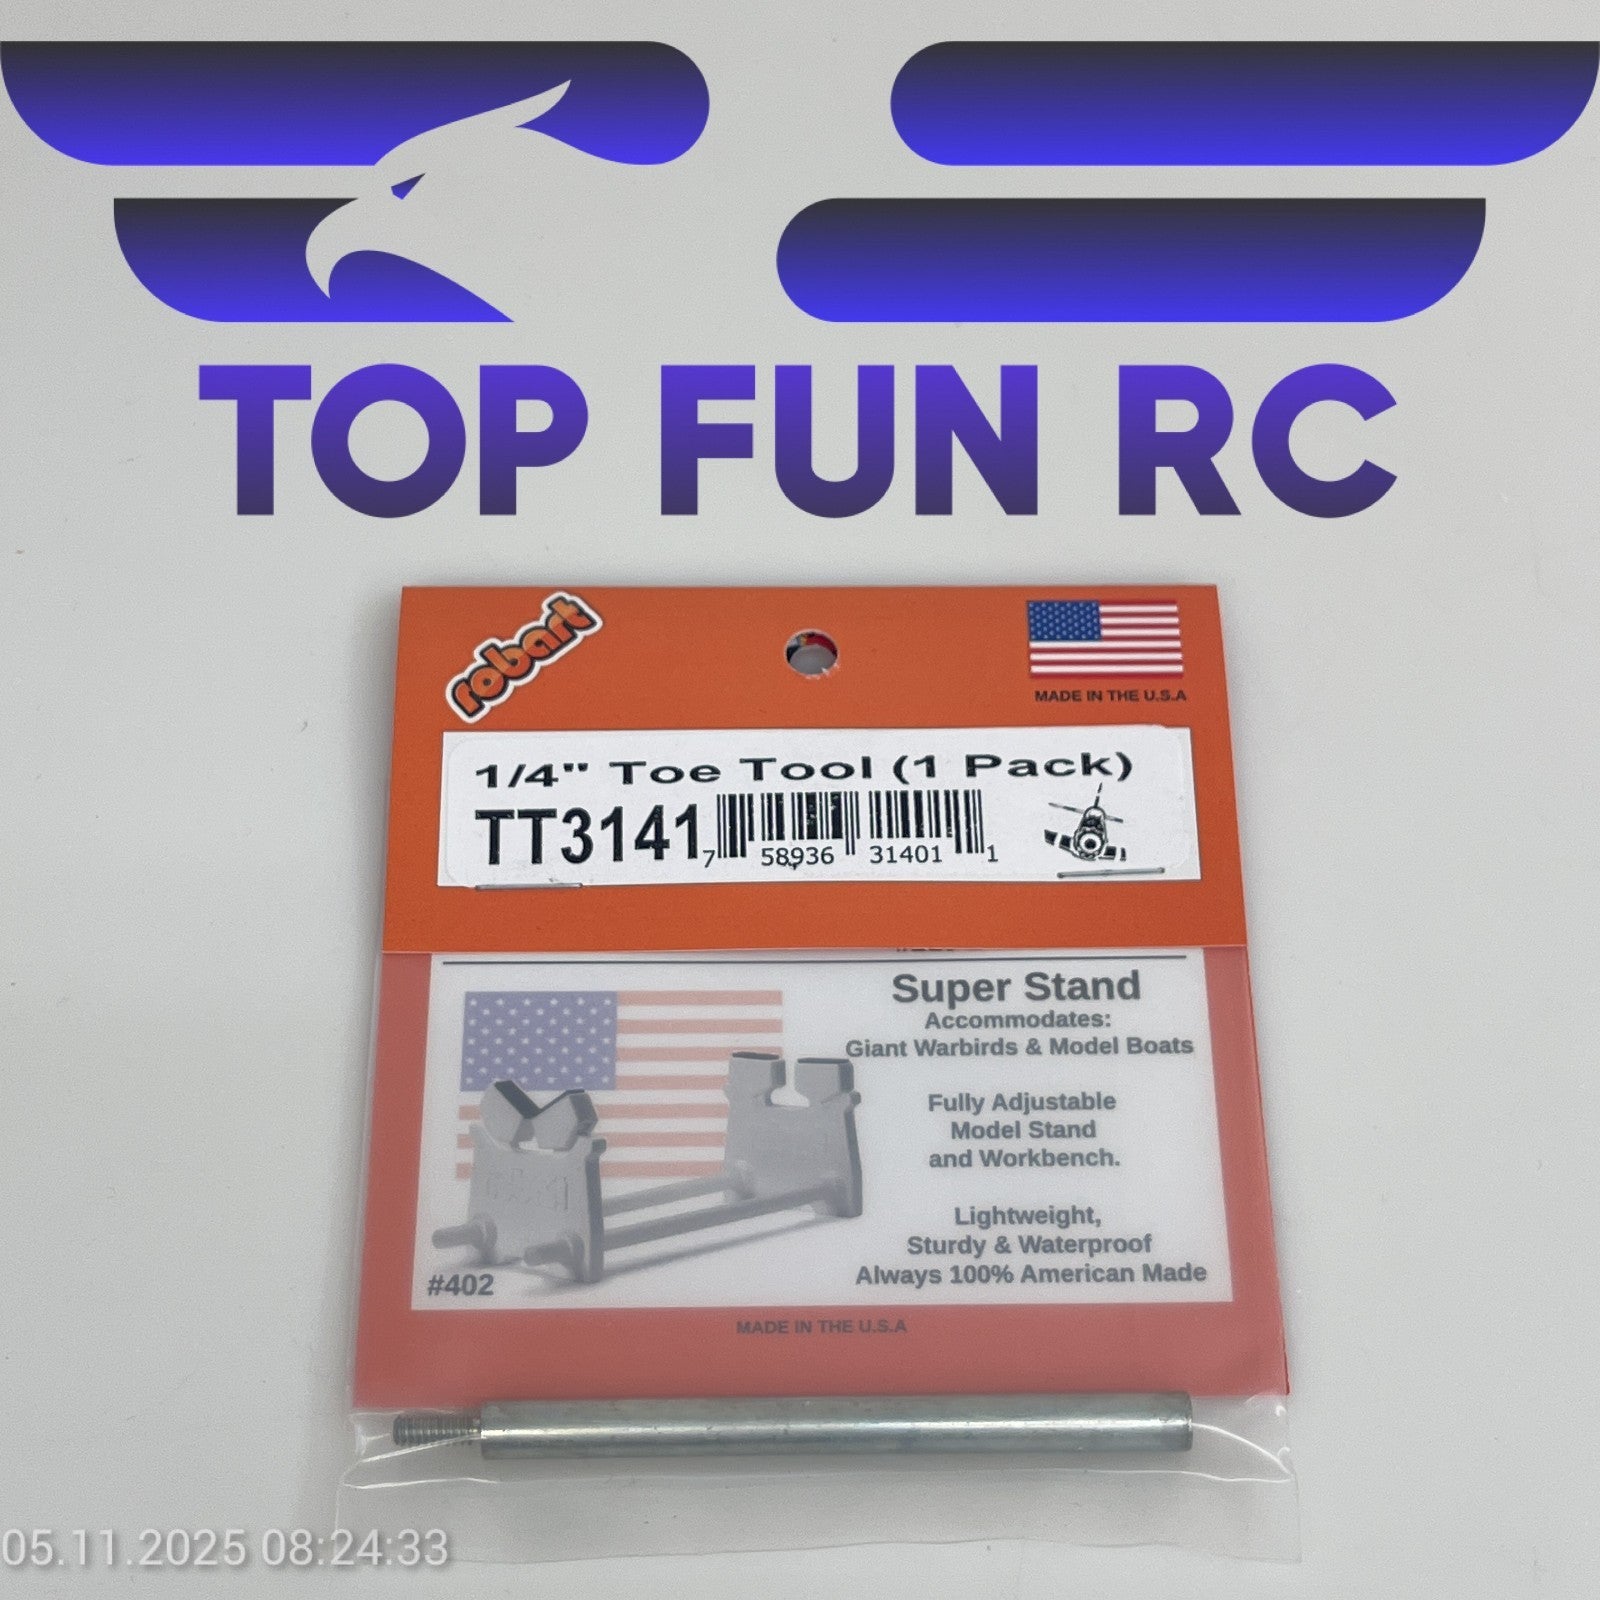 TOP FUN RC
robart
MADE IN THE U.S.A
1/4" Toe Tool (1 Pack)
TT3141
7 58936 31401 1
Super Stand
Accommodates:
Giant Warbirds & Model Boats
Fully Adjustable
Model Stand
and Workbench.
Lightweight,
Sturdy & Waterproof
Always 100% American Made
#402
MADE IN THE U.S.A
05.11.2025 08:24:33